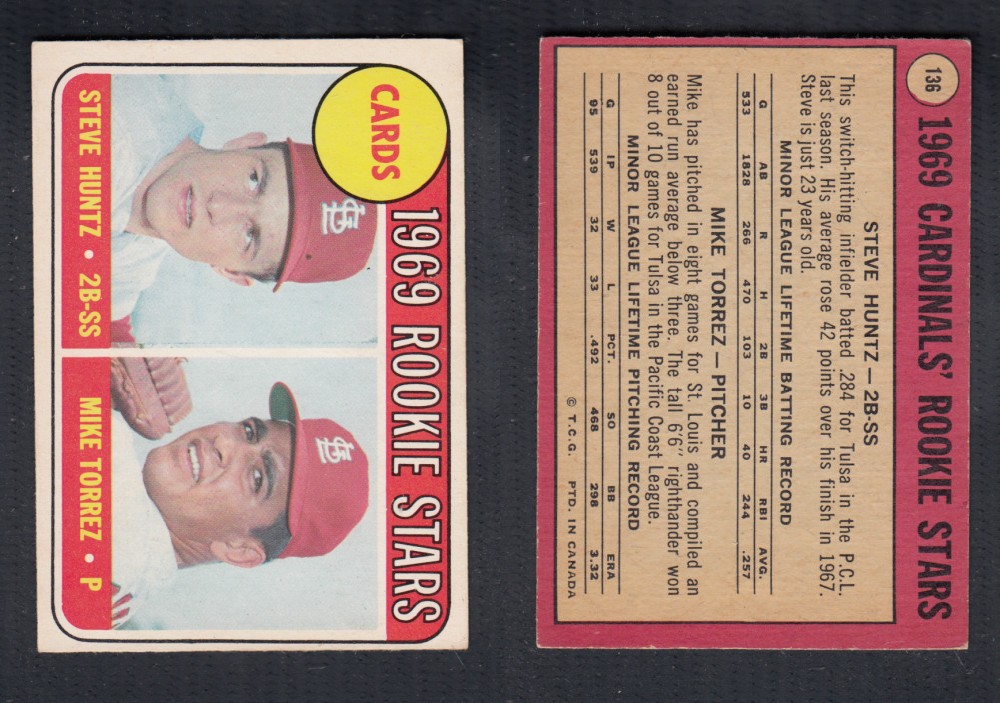 CARDS
1969 ROOKIE STARS
STL
STL
STEVE HUNTZ • 2B-SS
MIKE TORREZ • P
136
1969 CARDINALS' ROOKIE STARS
STEVE HUNTZ—2B-SS
This switch-hitting infielder batted .284 for Tulsa in the P.C.L.
last season. His average rose 42 points over his finish in 1967.
Steve is just 23 years old.
MINOR LEAGUE LIFETIME BATTING RECORD
G AB R H 2B 3B HR RBI AVG.
533 1828 266 470 103 10 40 244 .257
MIKE TORREZ—PITCHER
Mike has pitched in eight games for St. Louis and compiled an
earned run average below three. The tall 6'6" righthander won
8 out of 10 games for Tulsa in the Pacific Coast League.
MINOR LEAGUE LIFETIME PITCHING RECORD
G IP W L PCT. SO BB ERA
95 539 32 33 .492 468 298 3.32
© T.C.G. PTD. IN CANADA